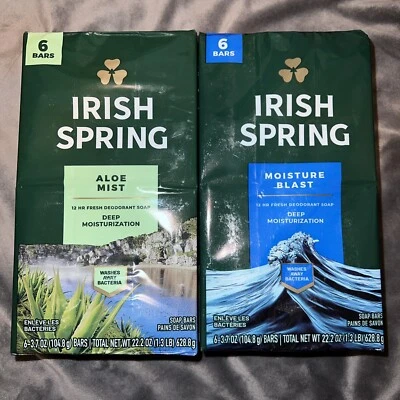 6
BARS
IRISH
SPRING
ALOE
MIST
12 HR FRESH DEODORANT SOAP
DEEP
MOISTURIZATION
WASHES
AWAY
BACTERIA
ENLÈVE LES
BACTÉRIES
SOAP BARS
PAINS DE SAVON
6-3.7 OZ (104.8 g) BARS | TOTAL NET WT 22.2 OZ (1.3 LB) 628.8 g
6
BARS
IRISH
SPRING
MOISTURE
BLAST
12 HR FRESH DEODORANT SOAP
DEEP
MOISTURIZATION
WASHES
AWAY
BACTERIA
ENLÈVE LES
BACTÉRIES
SOAP BARS
PAINS DE SAVON
6-3.7 OZ (104.8 g) BARS | TOTAL NET WT 22.2 OZ (1.3 LB) 628.8 g